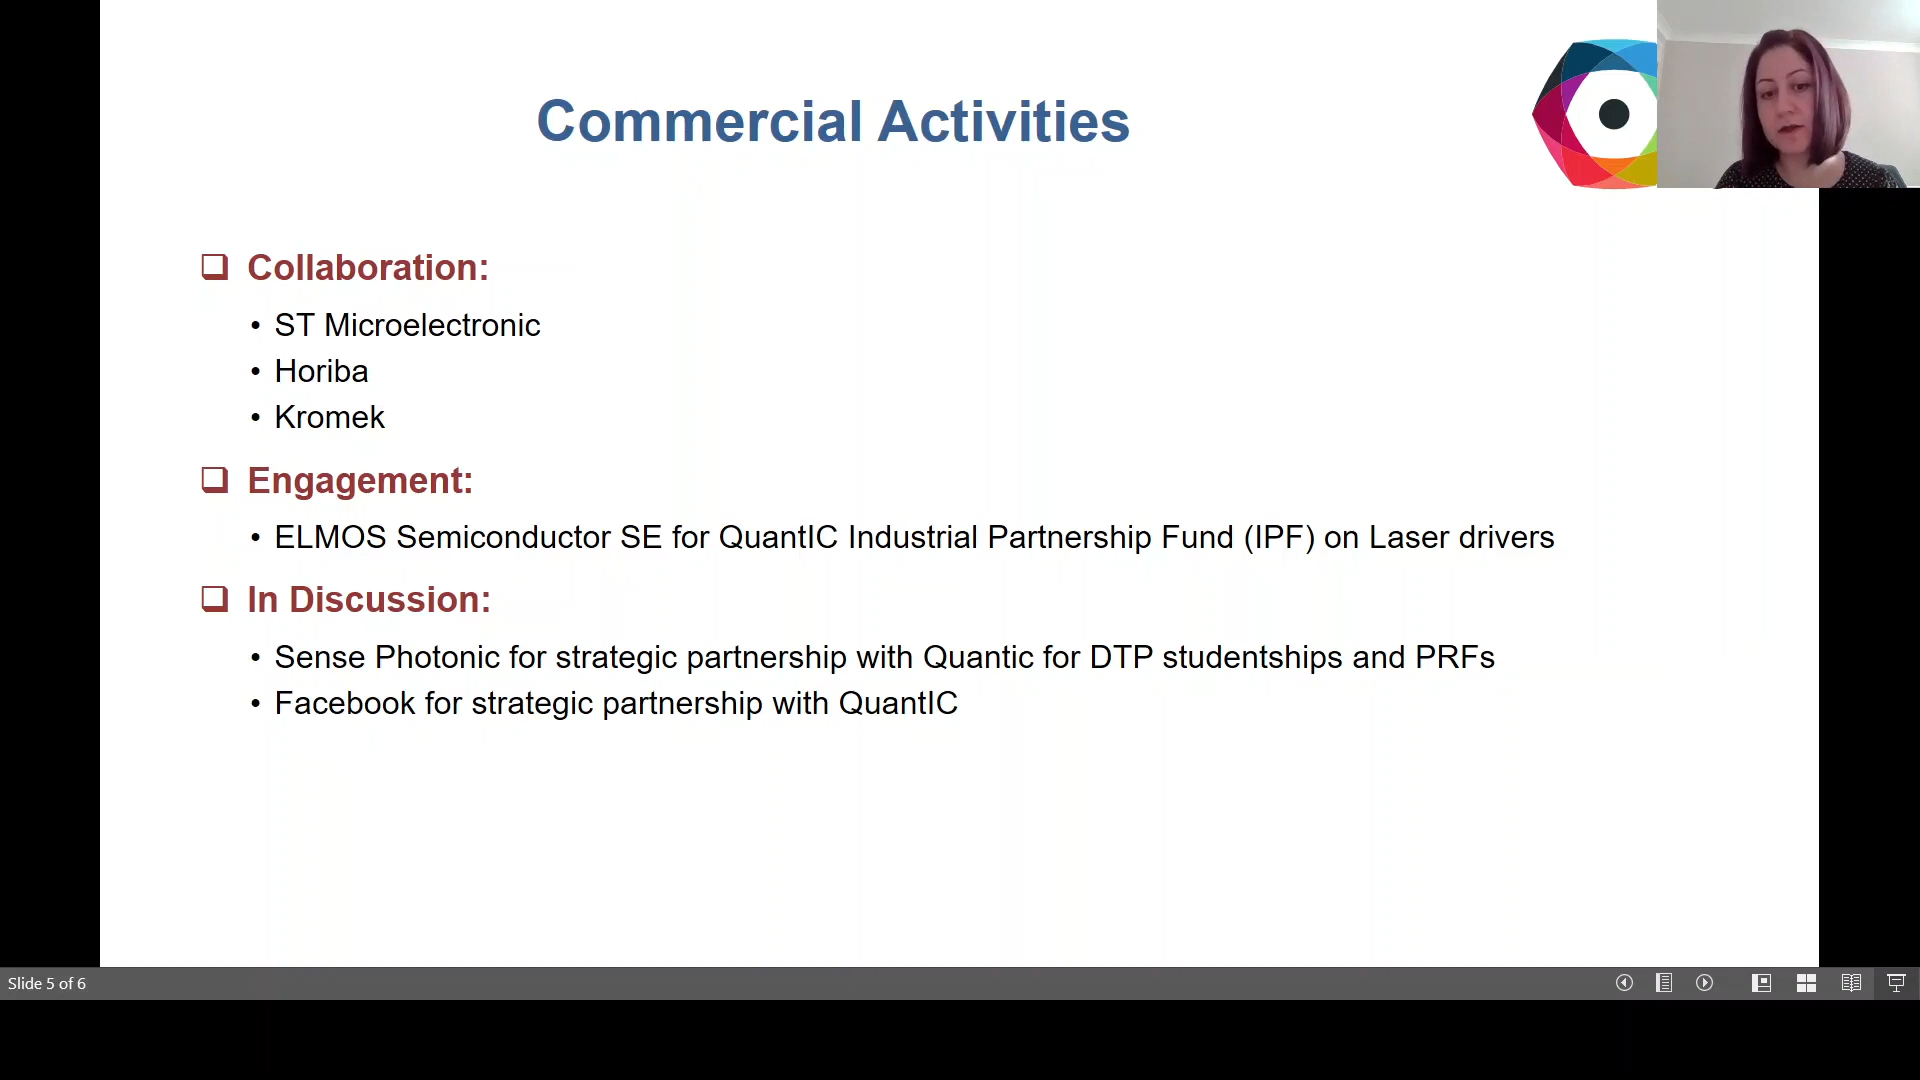 Commercial Activities
Collaboration:
• ST Microelectronic
• Horiba
• Kromek
Engagement:
• ELMOS Semiconductor SE for QuantIC Industrial Partnership Fund (IPF) on Laser drivers
In Discussion:
• Sense Photonic for strategic partnership with Quantic for DTP studentships and PRFs
• Facebook for strategic partnership with QuantIC
Slide 5 of 6